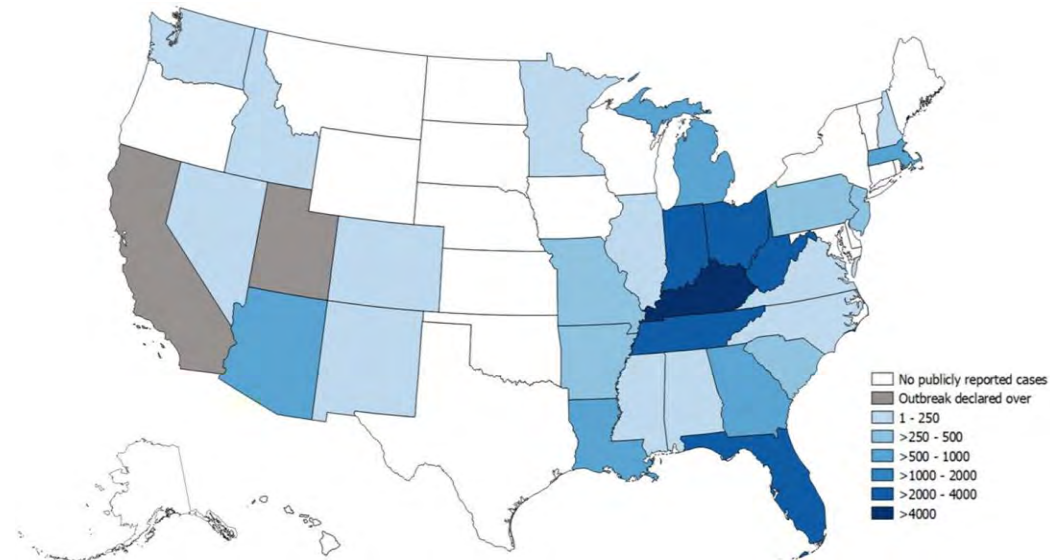 No publicly reported cases
Outbreak declared over
1 - 250
>250 - 500
>500 - 1000
>1000 - 2000
>2000 - 4000
>4000